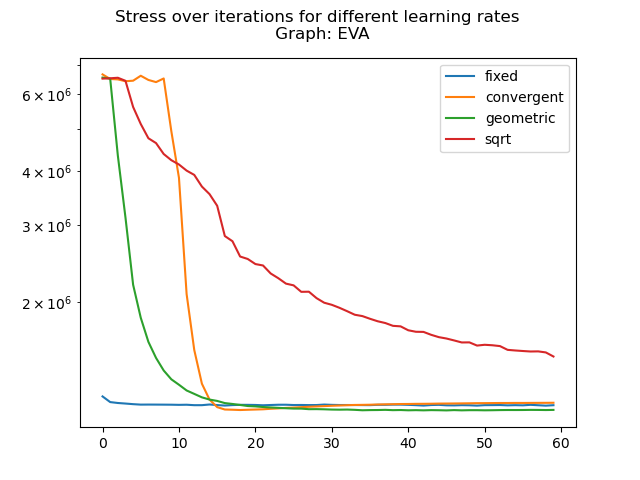 Stress over iterations for different learning rates
Graph: EVA
fixed
convergent
geometric
sqrt
6 × 10⁶
4 × 10⁶
3 × 10⁶
2 × 10⁶
0 10 20 30 40 50 60